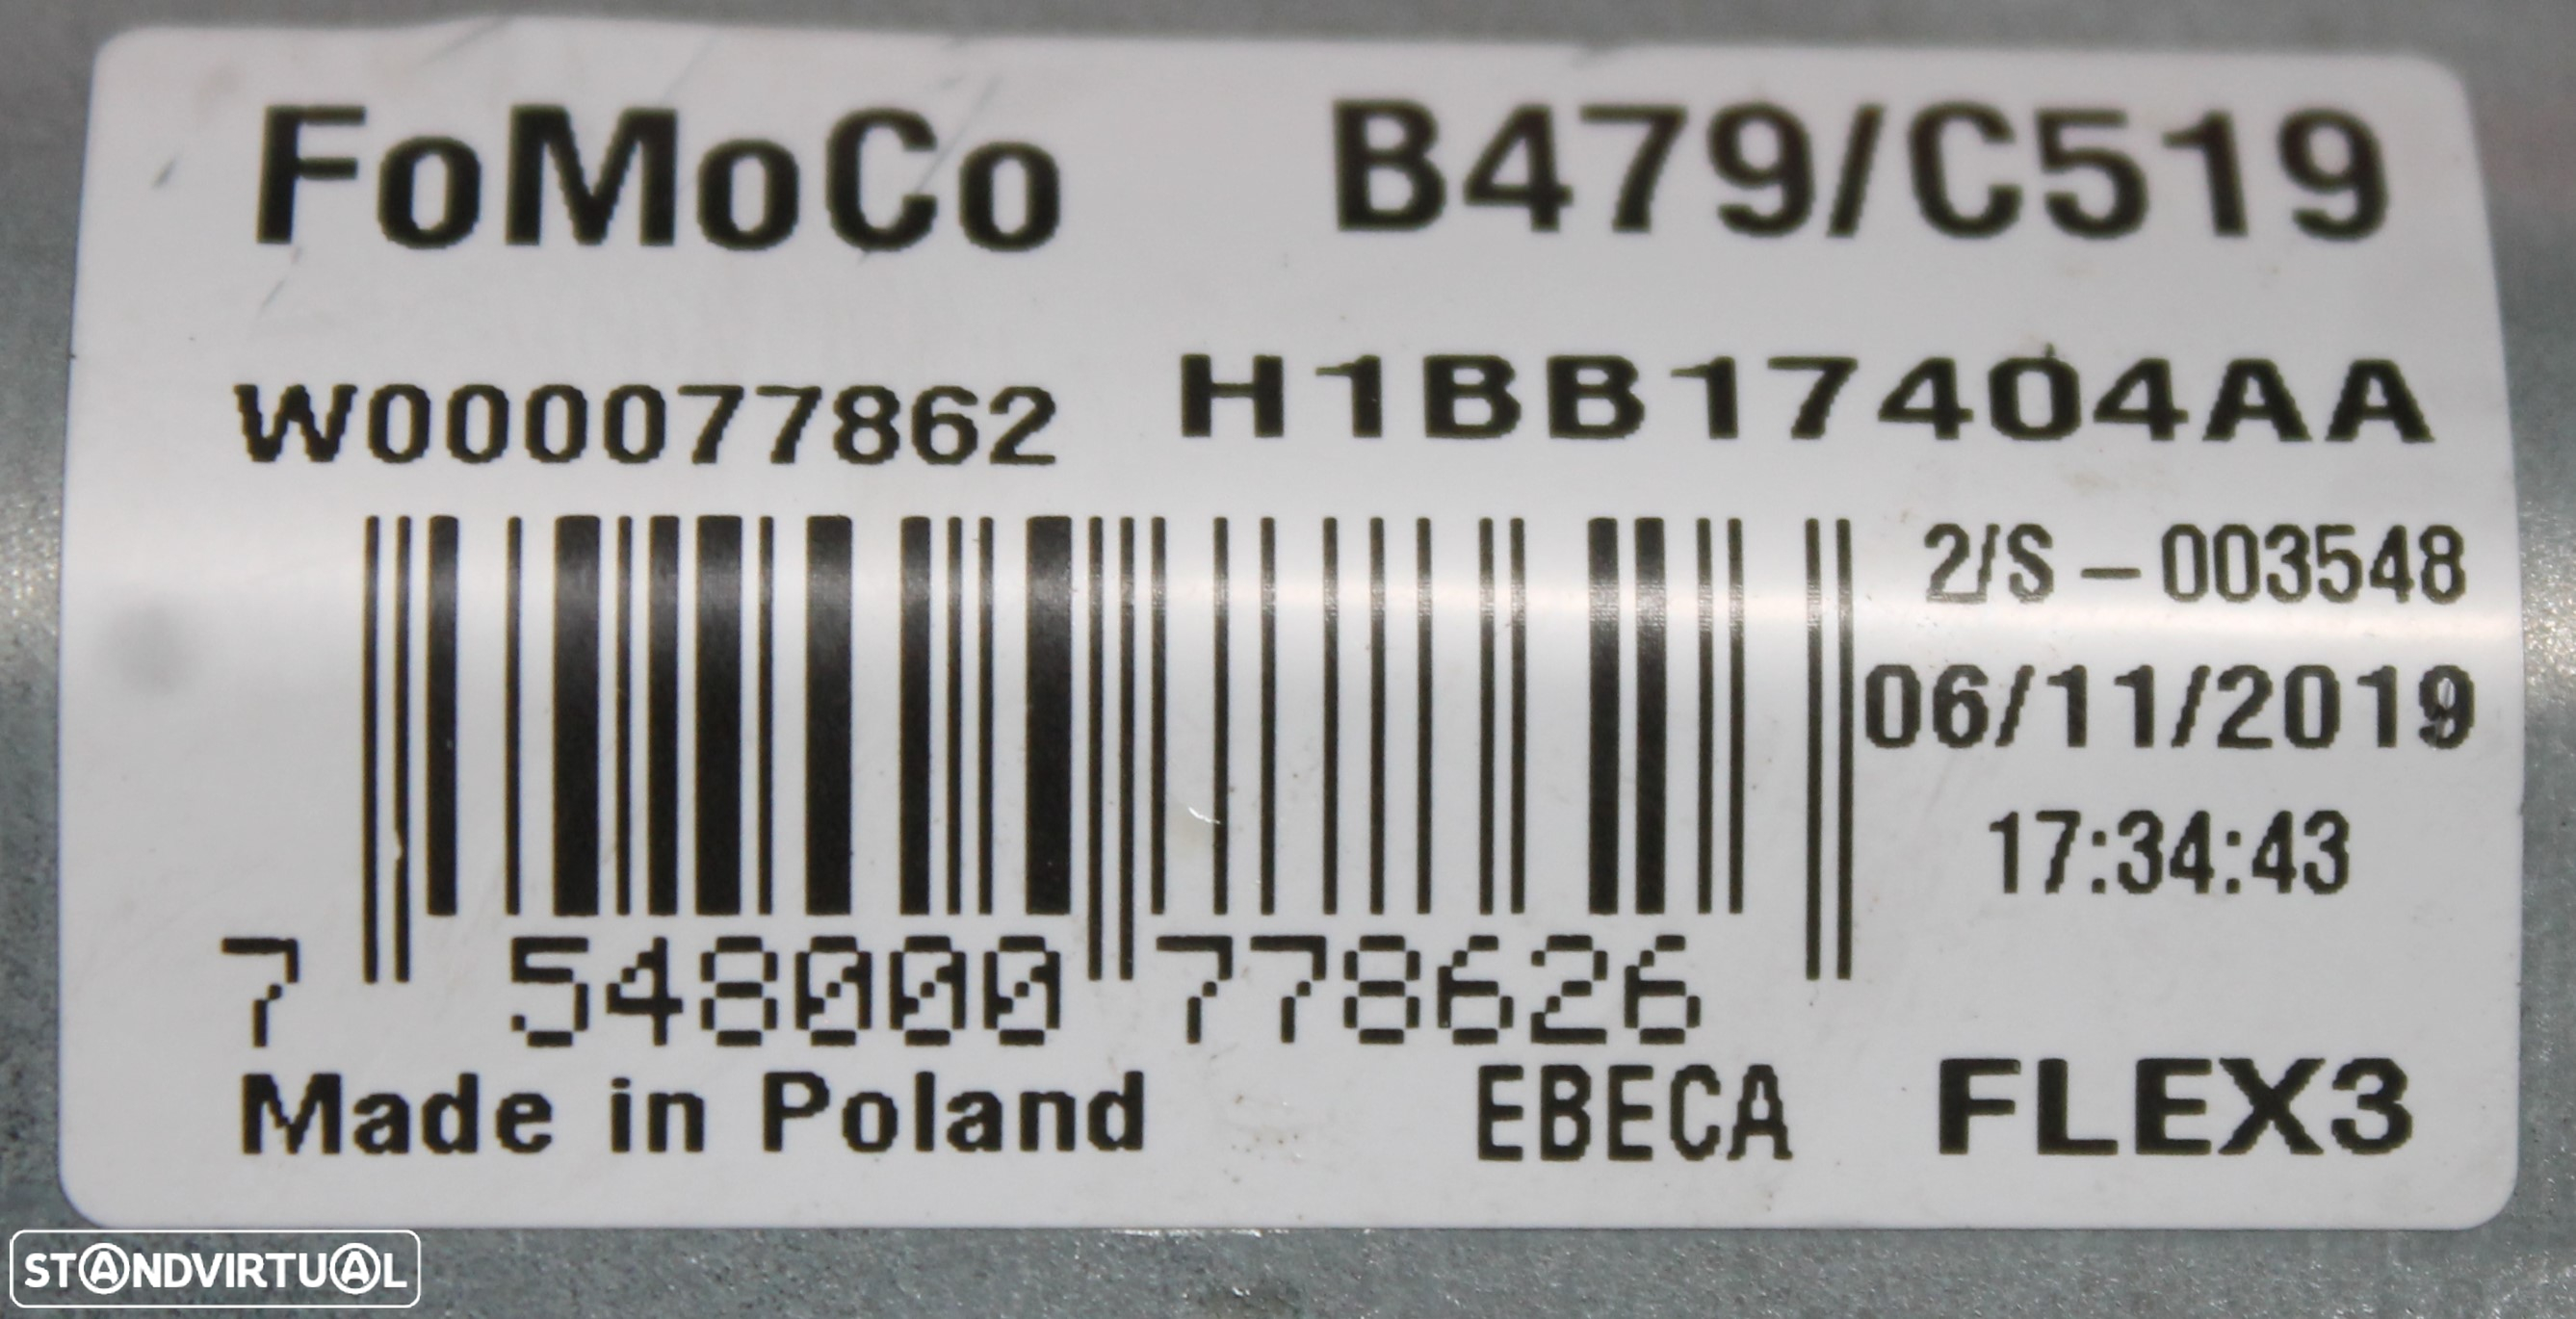 FoMoCo B479/C519
W000077862 H1BB17404AA
2/S – 003548
06/11/2019
17:34:43
7 548000 778626
Made in Poland EBECA FLEX3
STANDVIRTUAL